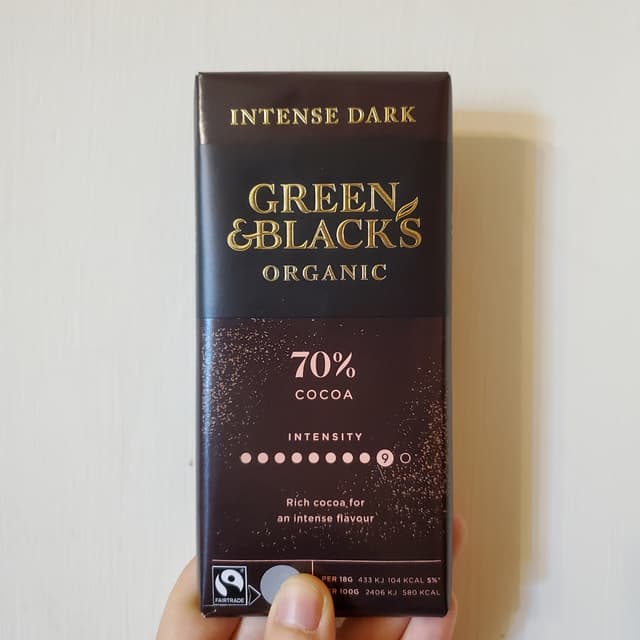 INTENSE DARK
GREEN
&BLACK'S
ORGANIC
70%
COCOA
INTENSITY
9
Rich cocoa for
an intense flavour
FAIRTRADE
PER 18G 433 KJ 104 KCAL 5%*
100G 2406 KJ 580 KCAL